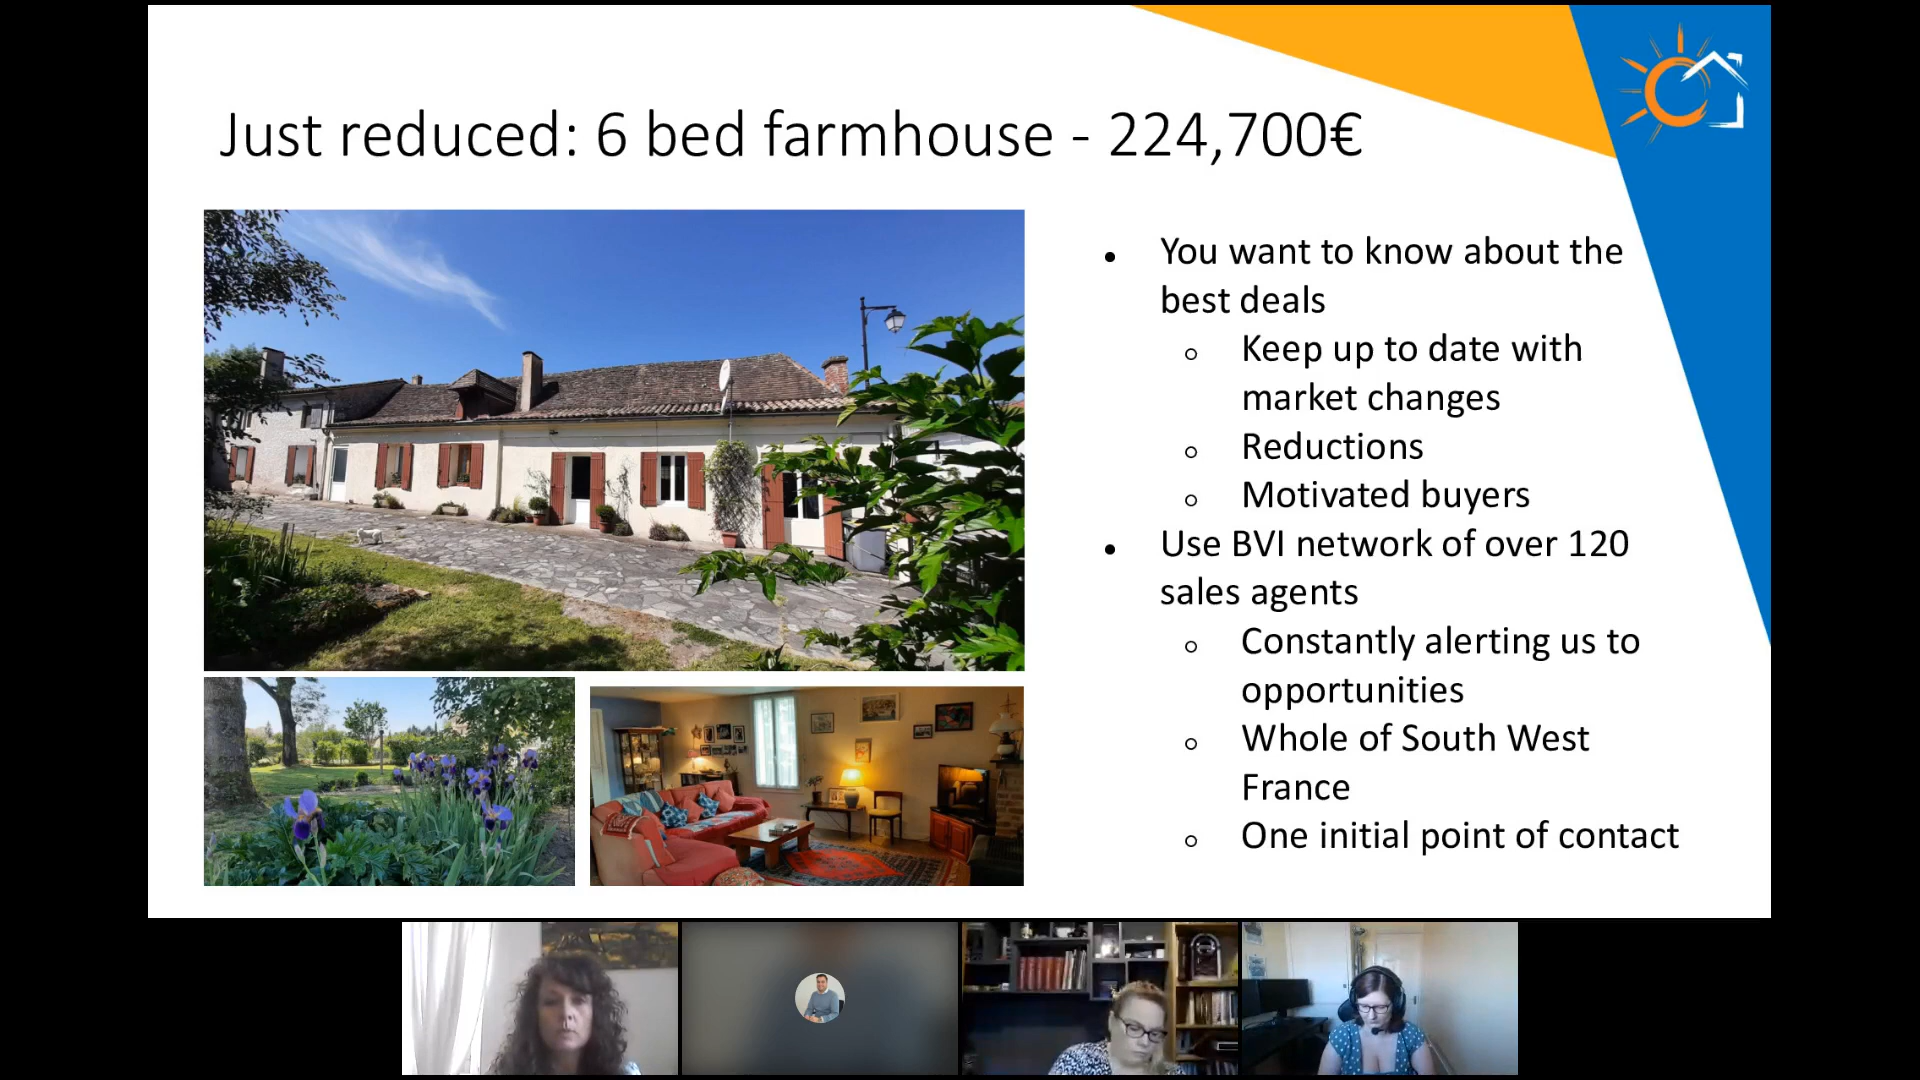 Just reduced: 6 bed farmhouse - 224,700€
• You want to know about the
best deals
○ Keep up to date with
market changes
○ Reductions
○ Motivated buyers
• Use BVI network of over 120
sales agents
○ Constantly alerting us to
opportunities
○ Whole of South West
France
○ One initial point of contact